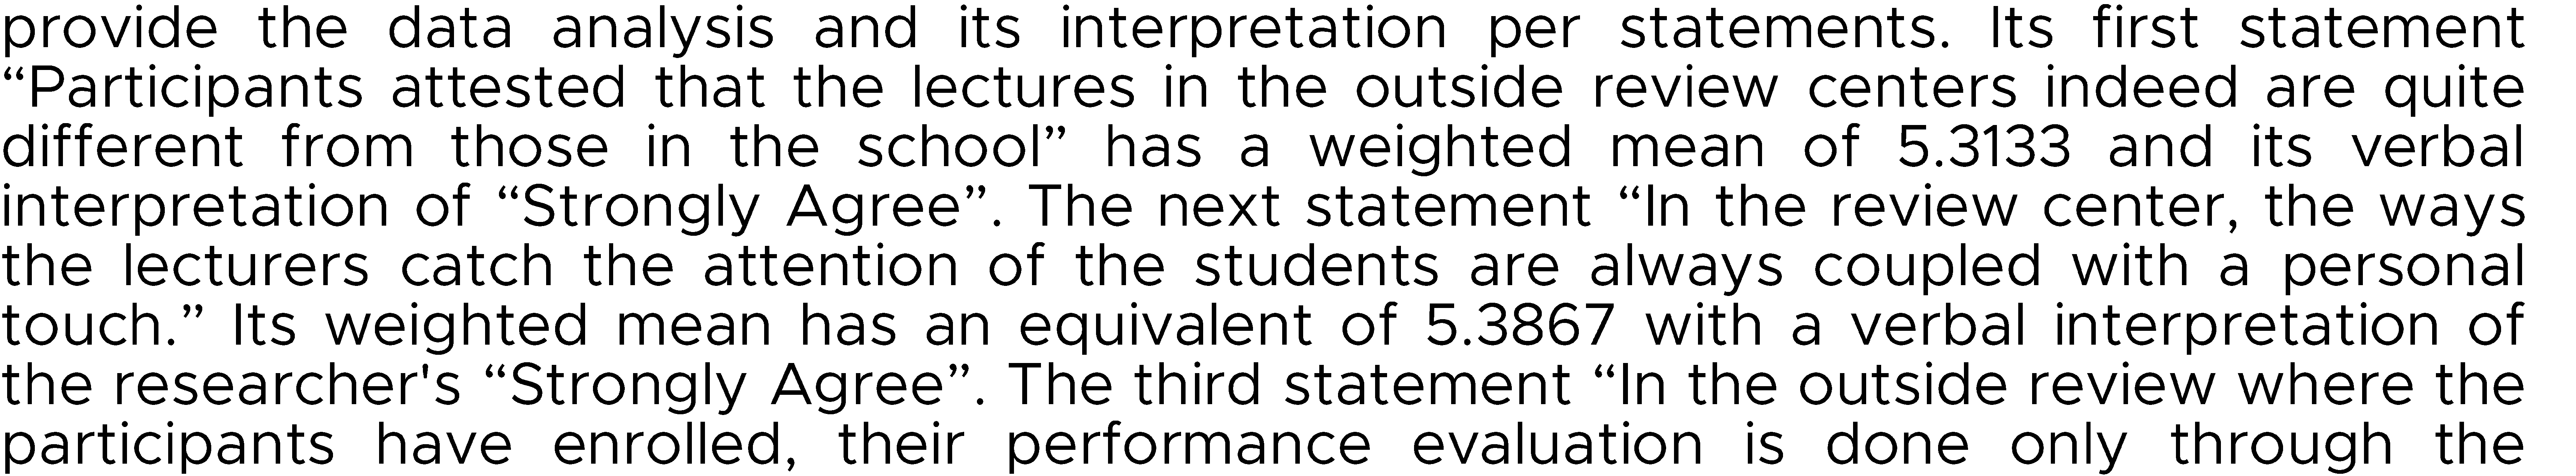 provide the data analysis and its interpretation per statements. Its first statement
“Participants attested that the lectures in the outside review centers indeed are quite
different from those in the school” has a weighted mean of 5.3133 and its verbal
interpretation of “Strongly Agree”. The next statement “In the review center, the ways
the lecturers catch the attention of the students are always coupled with a personal
touch.” Its weighted mean has an equivalent of 5.3867 with a verbal interpretation of
the researcher's “Strongly Agree”. The third statement “In the outside review where the
participants have enrolled, their performance evaluation is done only through the